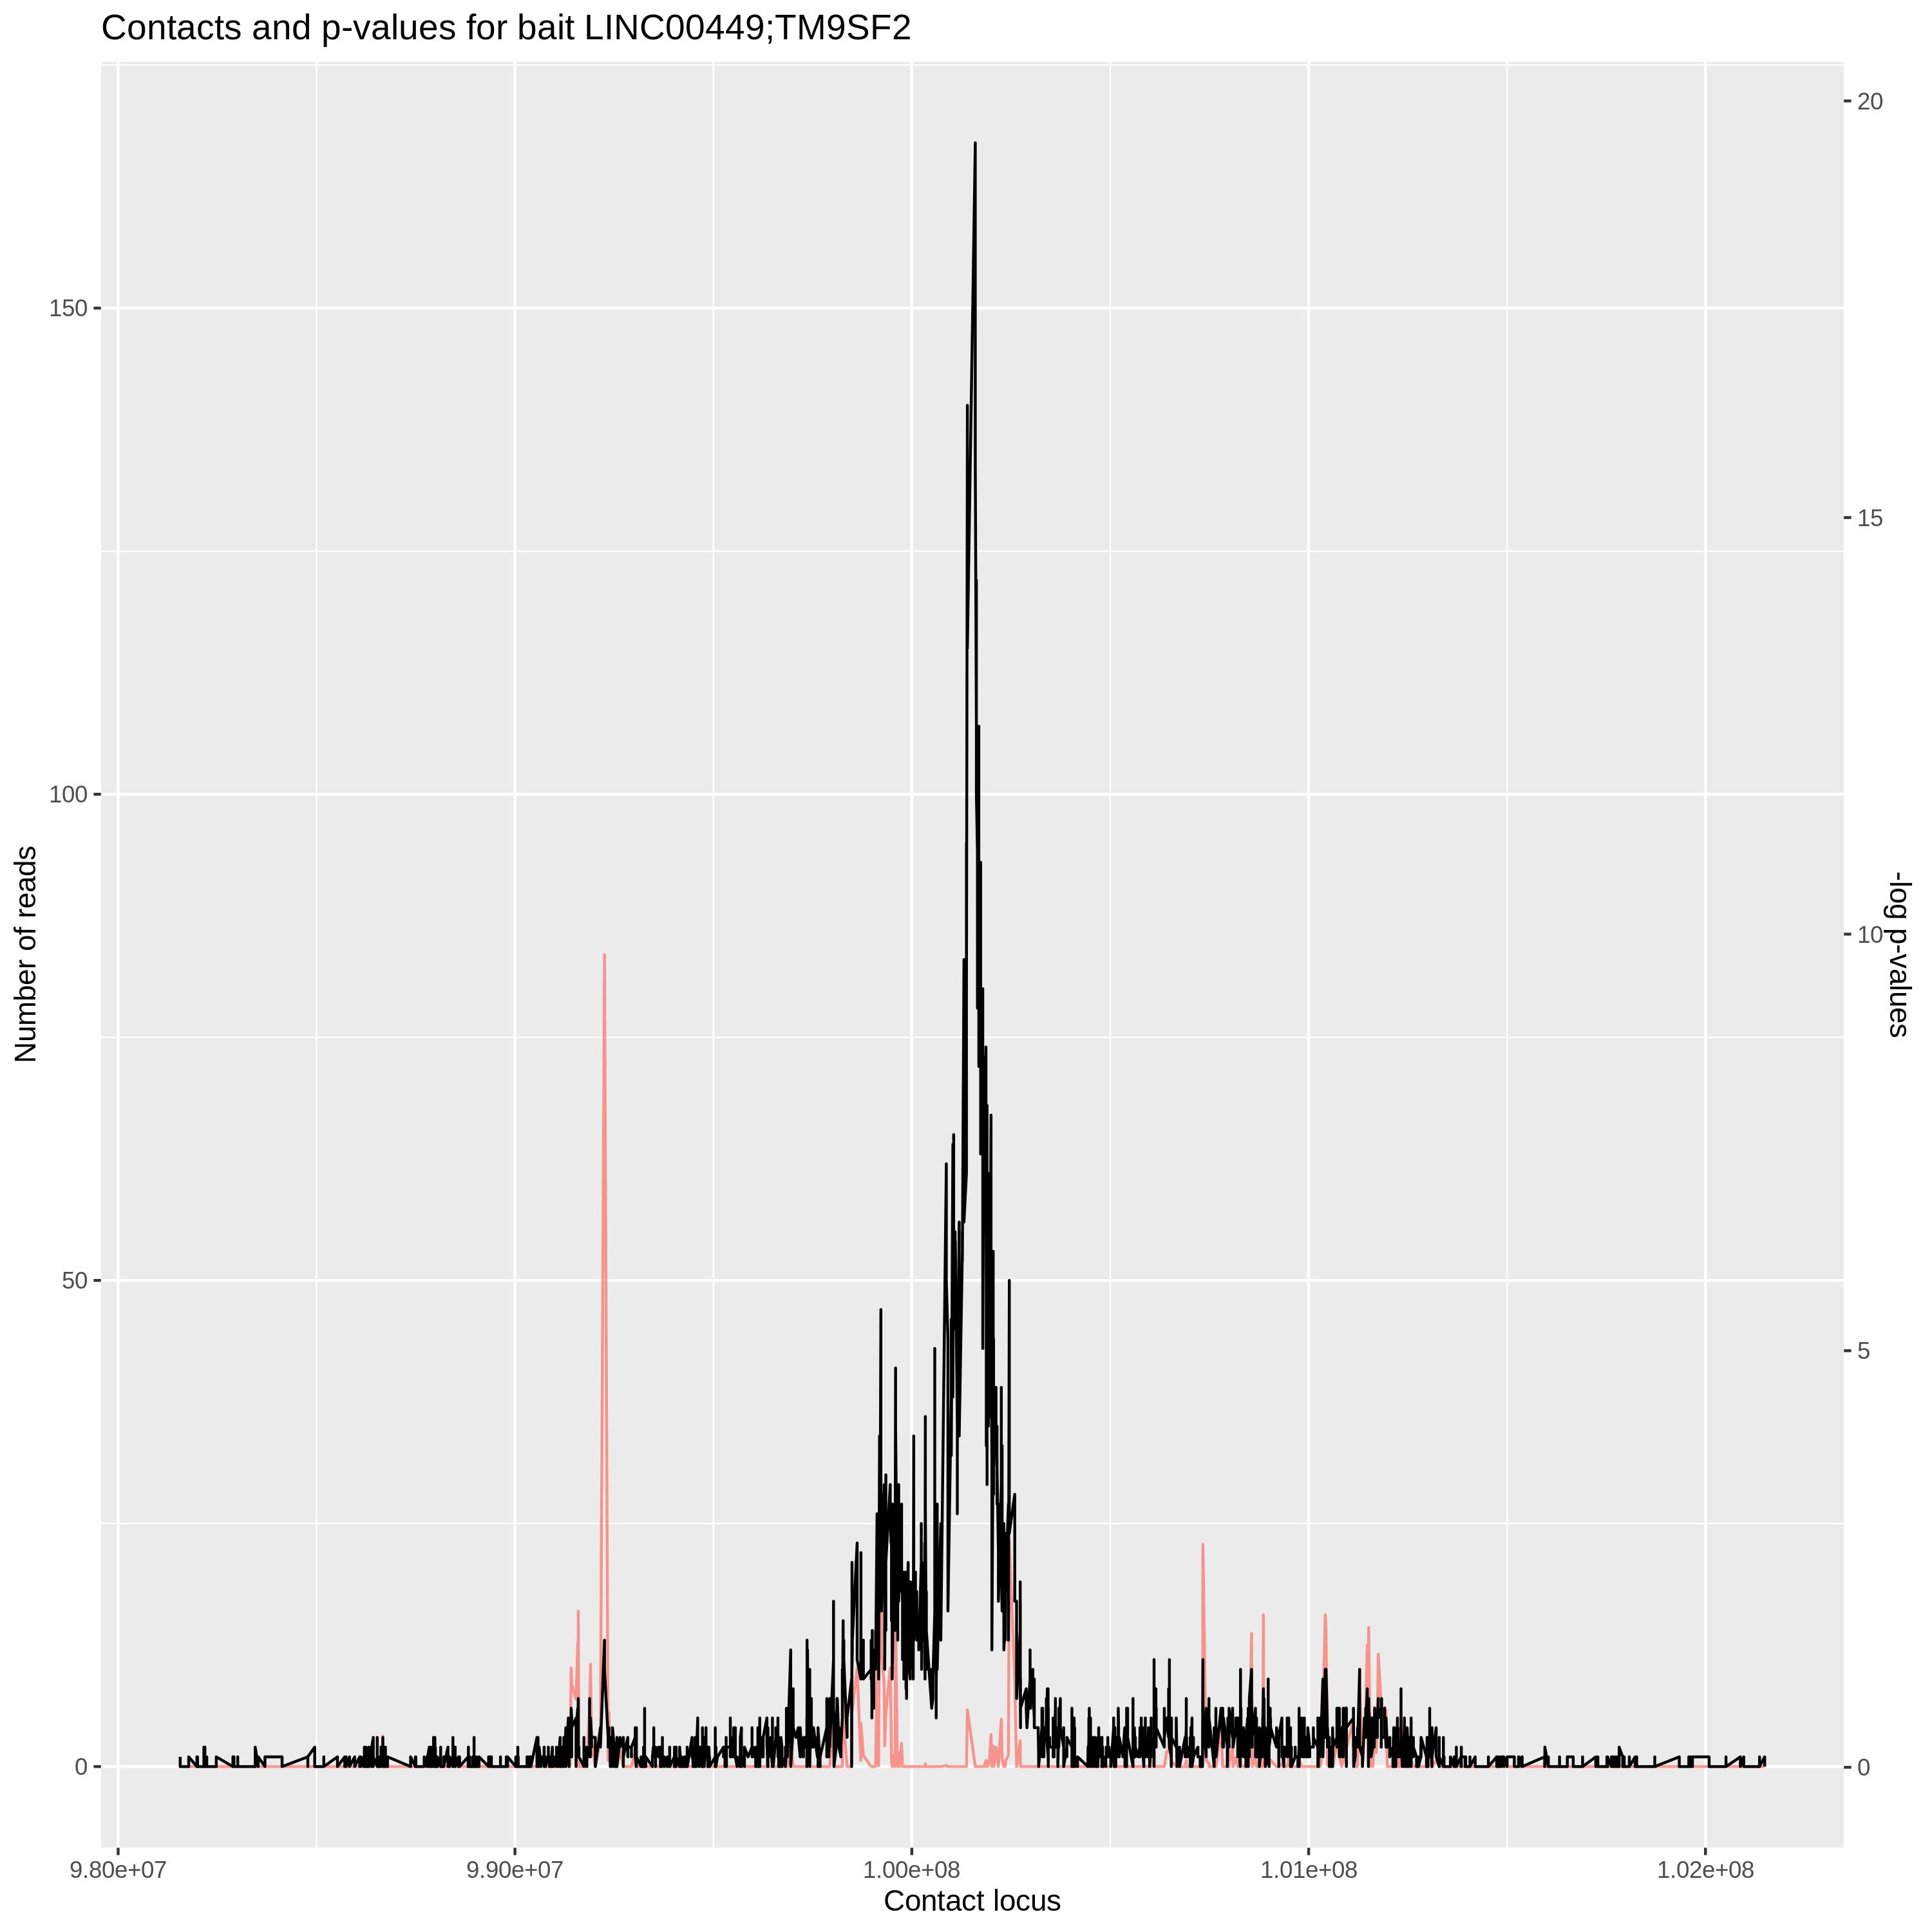 Contacts and p-values for bait LINC00449;TM9SF2
20
15
10
5
0
150
100
50
0
Number of reads
-log p-values
9.80e+07 9.90e+07 1.00e+08 1.01e+08 1.02e+08
Contact locus